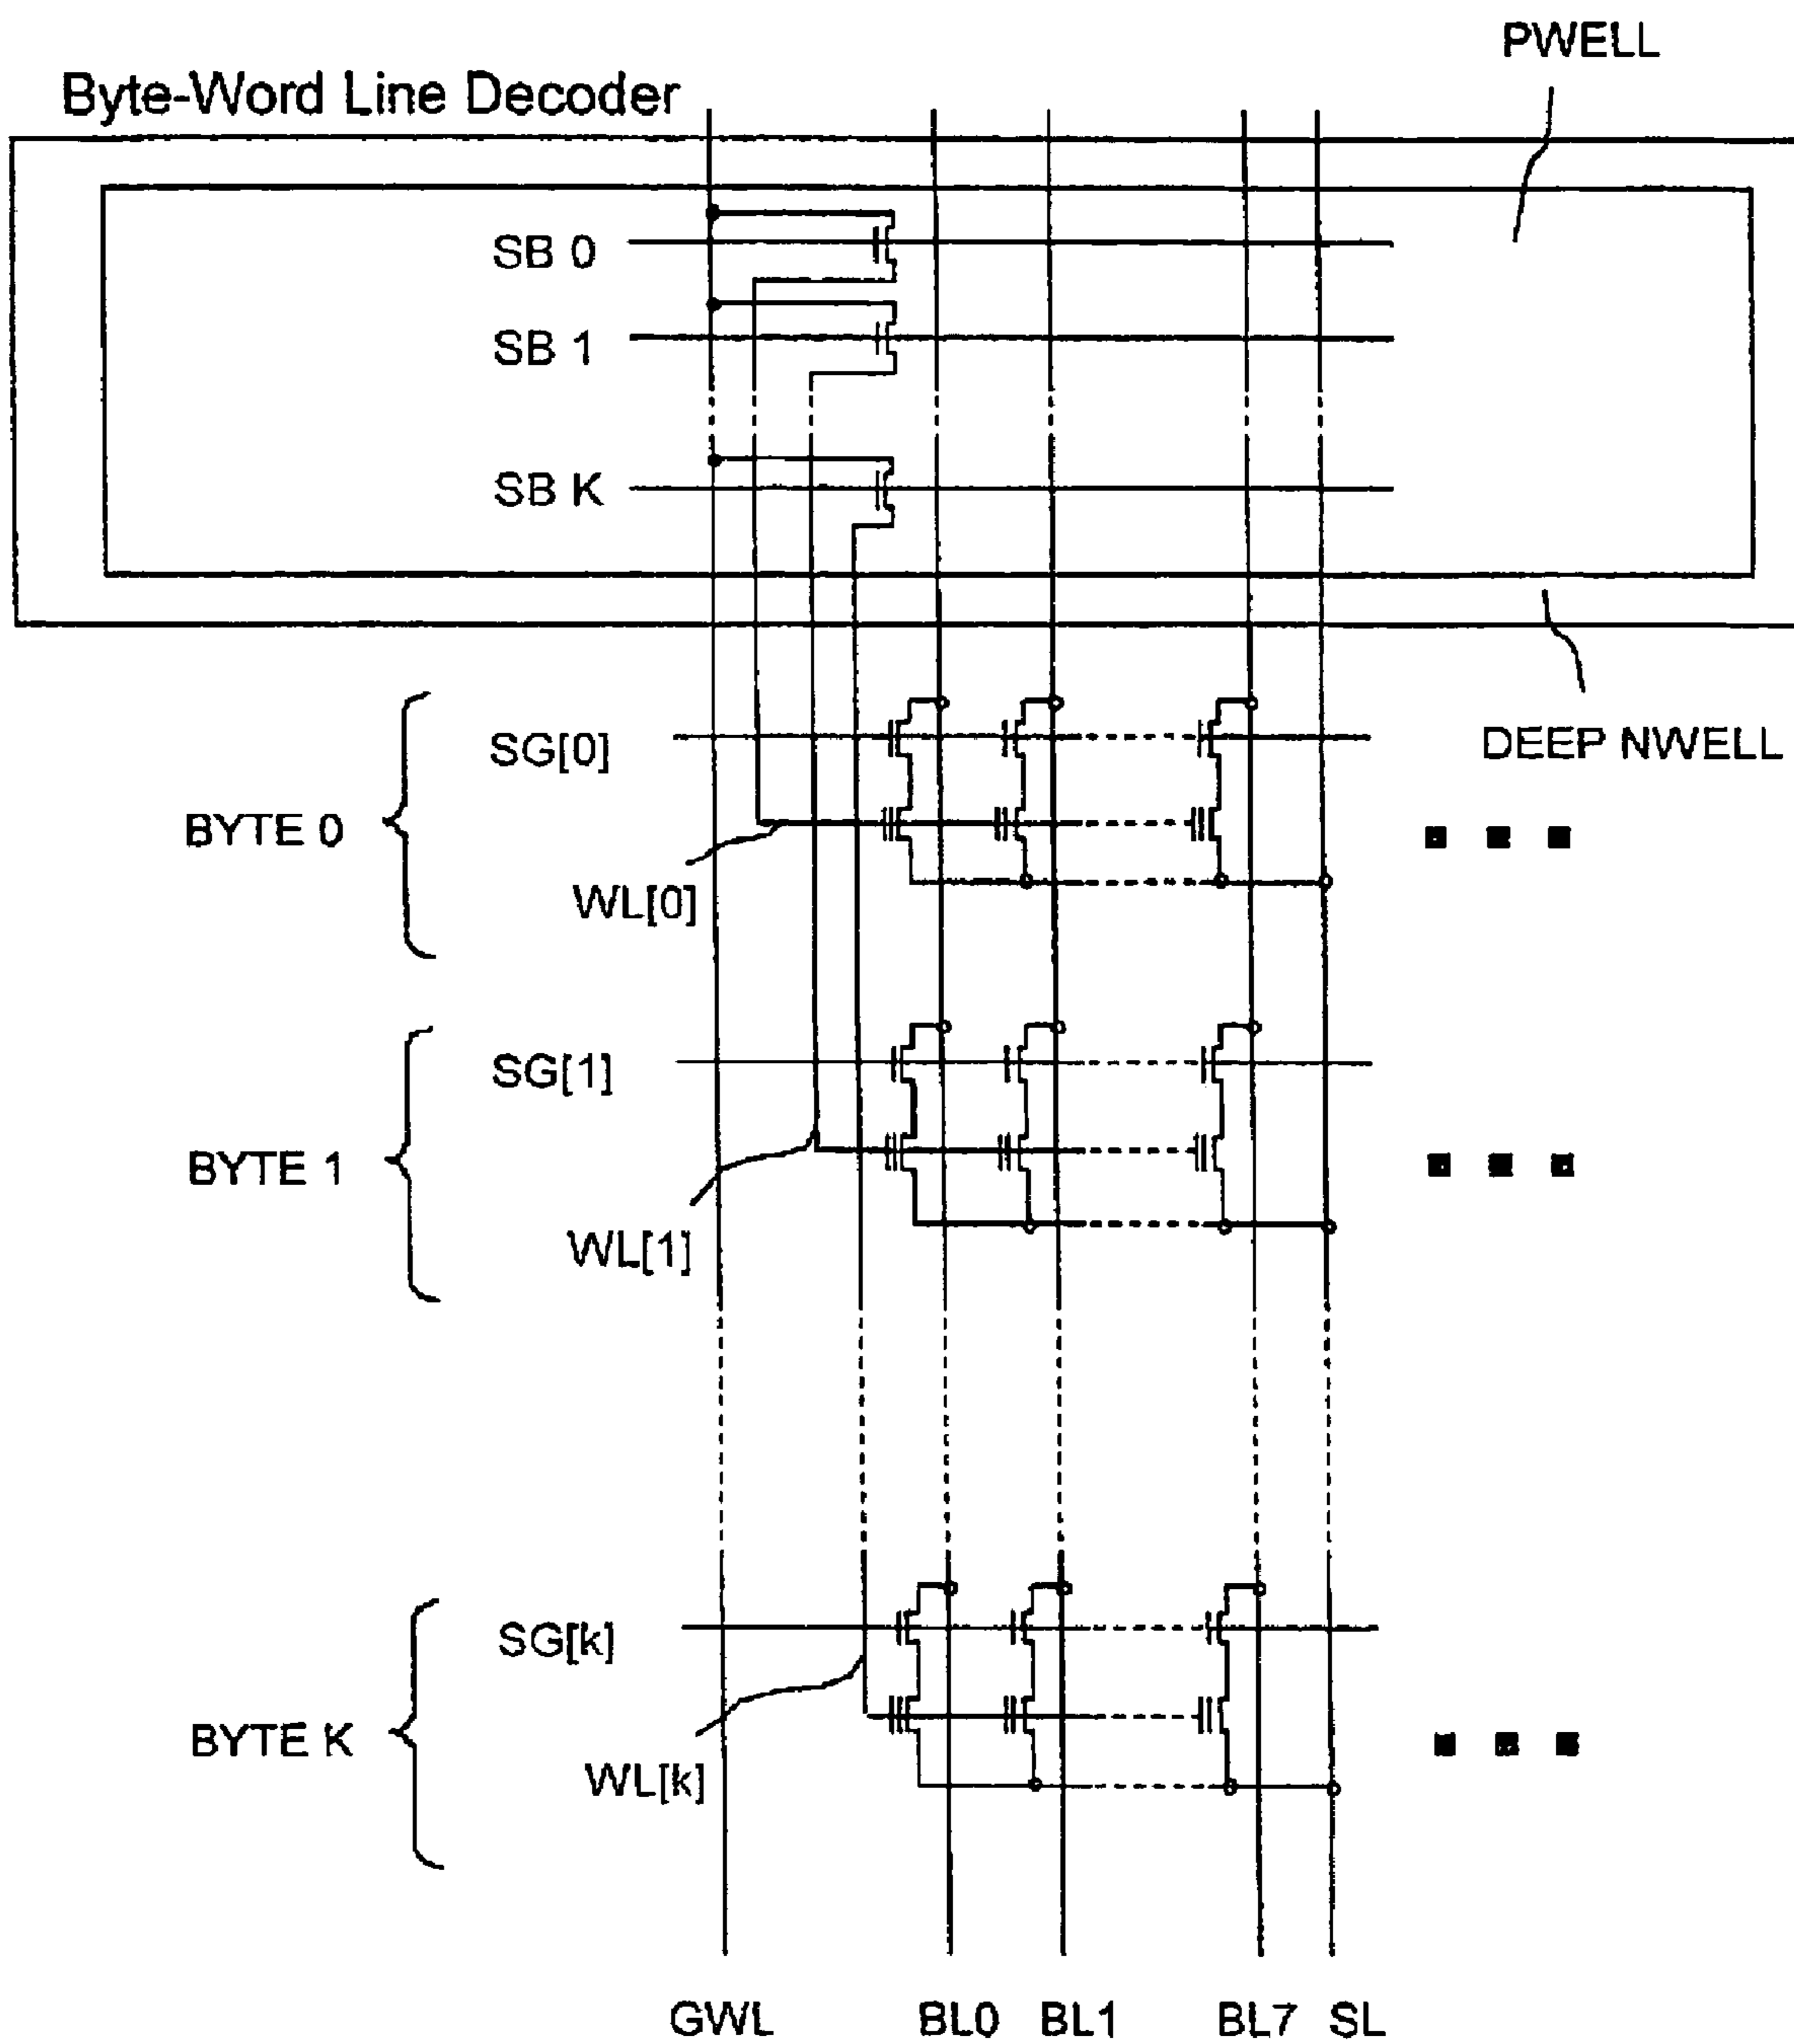 PWELL
Byte-Word Line Decoder
SB 0
SB 1
SB K
SG[0]
DEEP NWELL
BYTE 0
WL[0]
SG[1]
BYTE 1
WL[1]
SG[k]
BYTE K
WL[k]
GWL BL0 BL1 BL7 SL